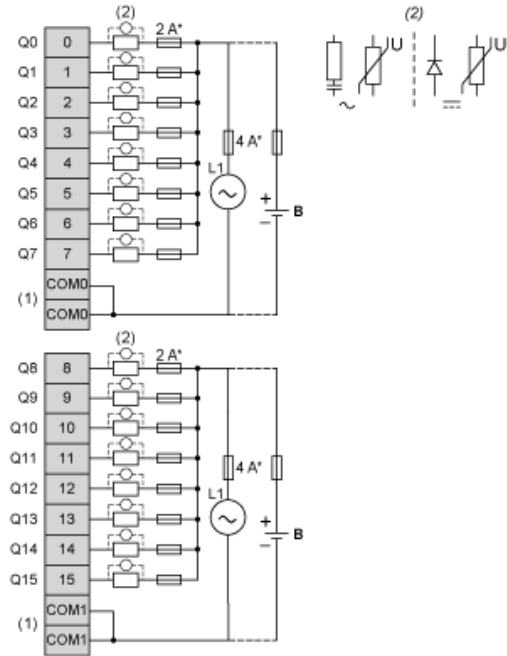 (2)
2 A*
Q0 0
Q1 1
Q2 2
Q3 3
Q4 4
Q5 5
Q6 6
Q7 7
4 A*
L1
~
+
−
B
(1)
COM0
COM0
(2)
U
U
~
(2)
2 A*
Q8 8
Q9 9
Q10 10
Q11 11
Q12 12
Q13 13
Q14 14
Q15 15
4 A*
L1
~
+
−
B
(1)
COM1
COM1